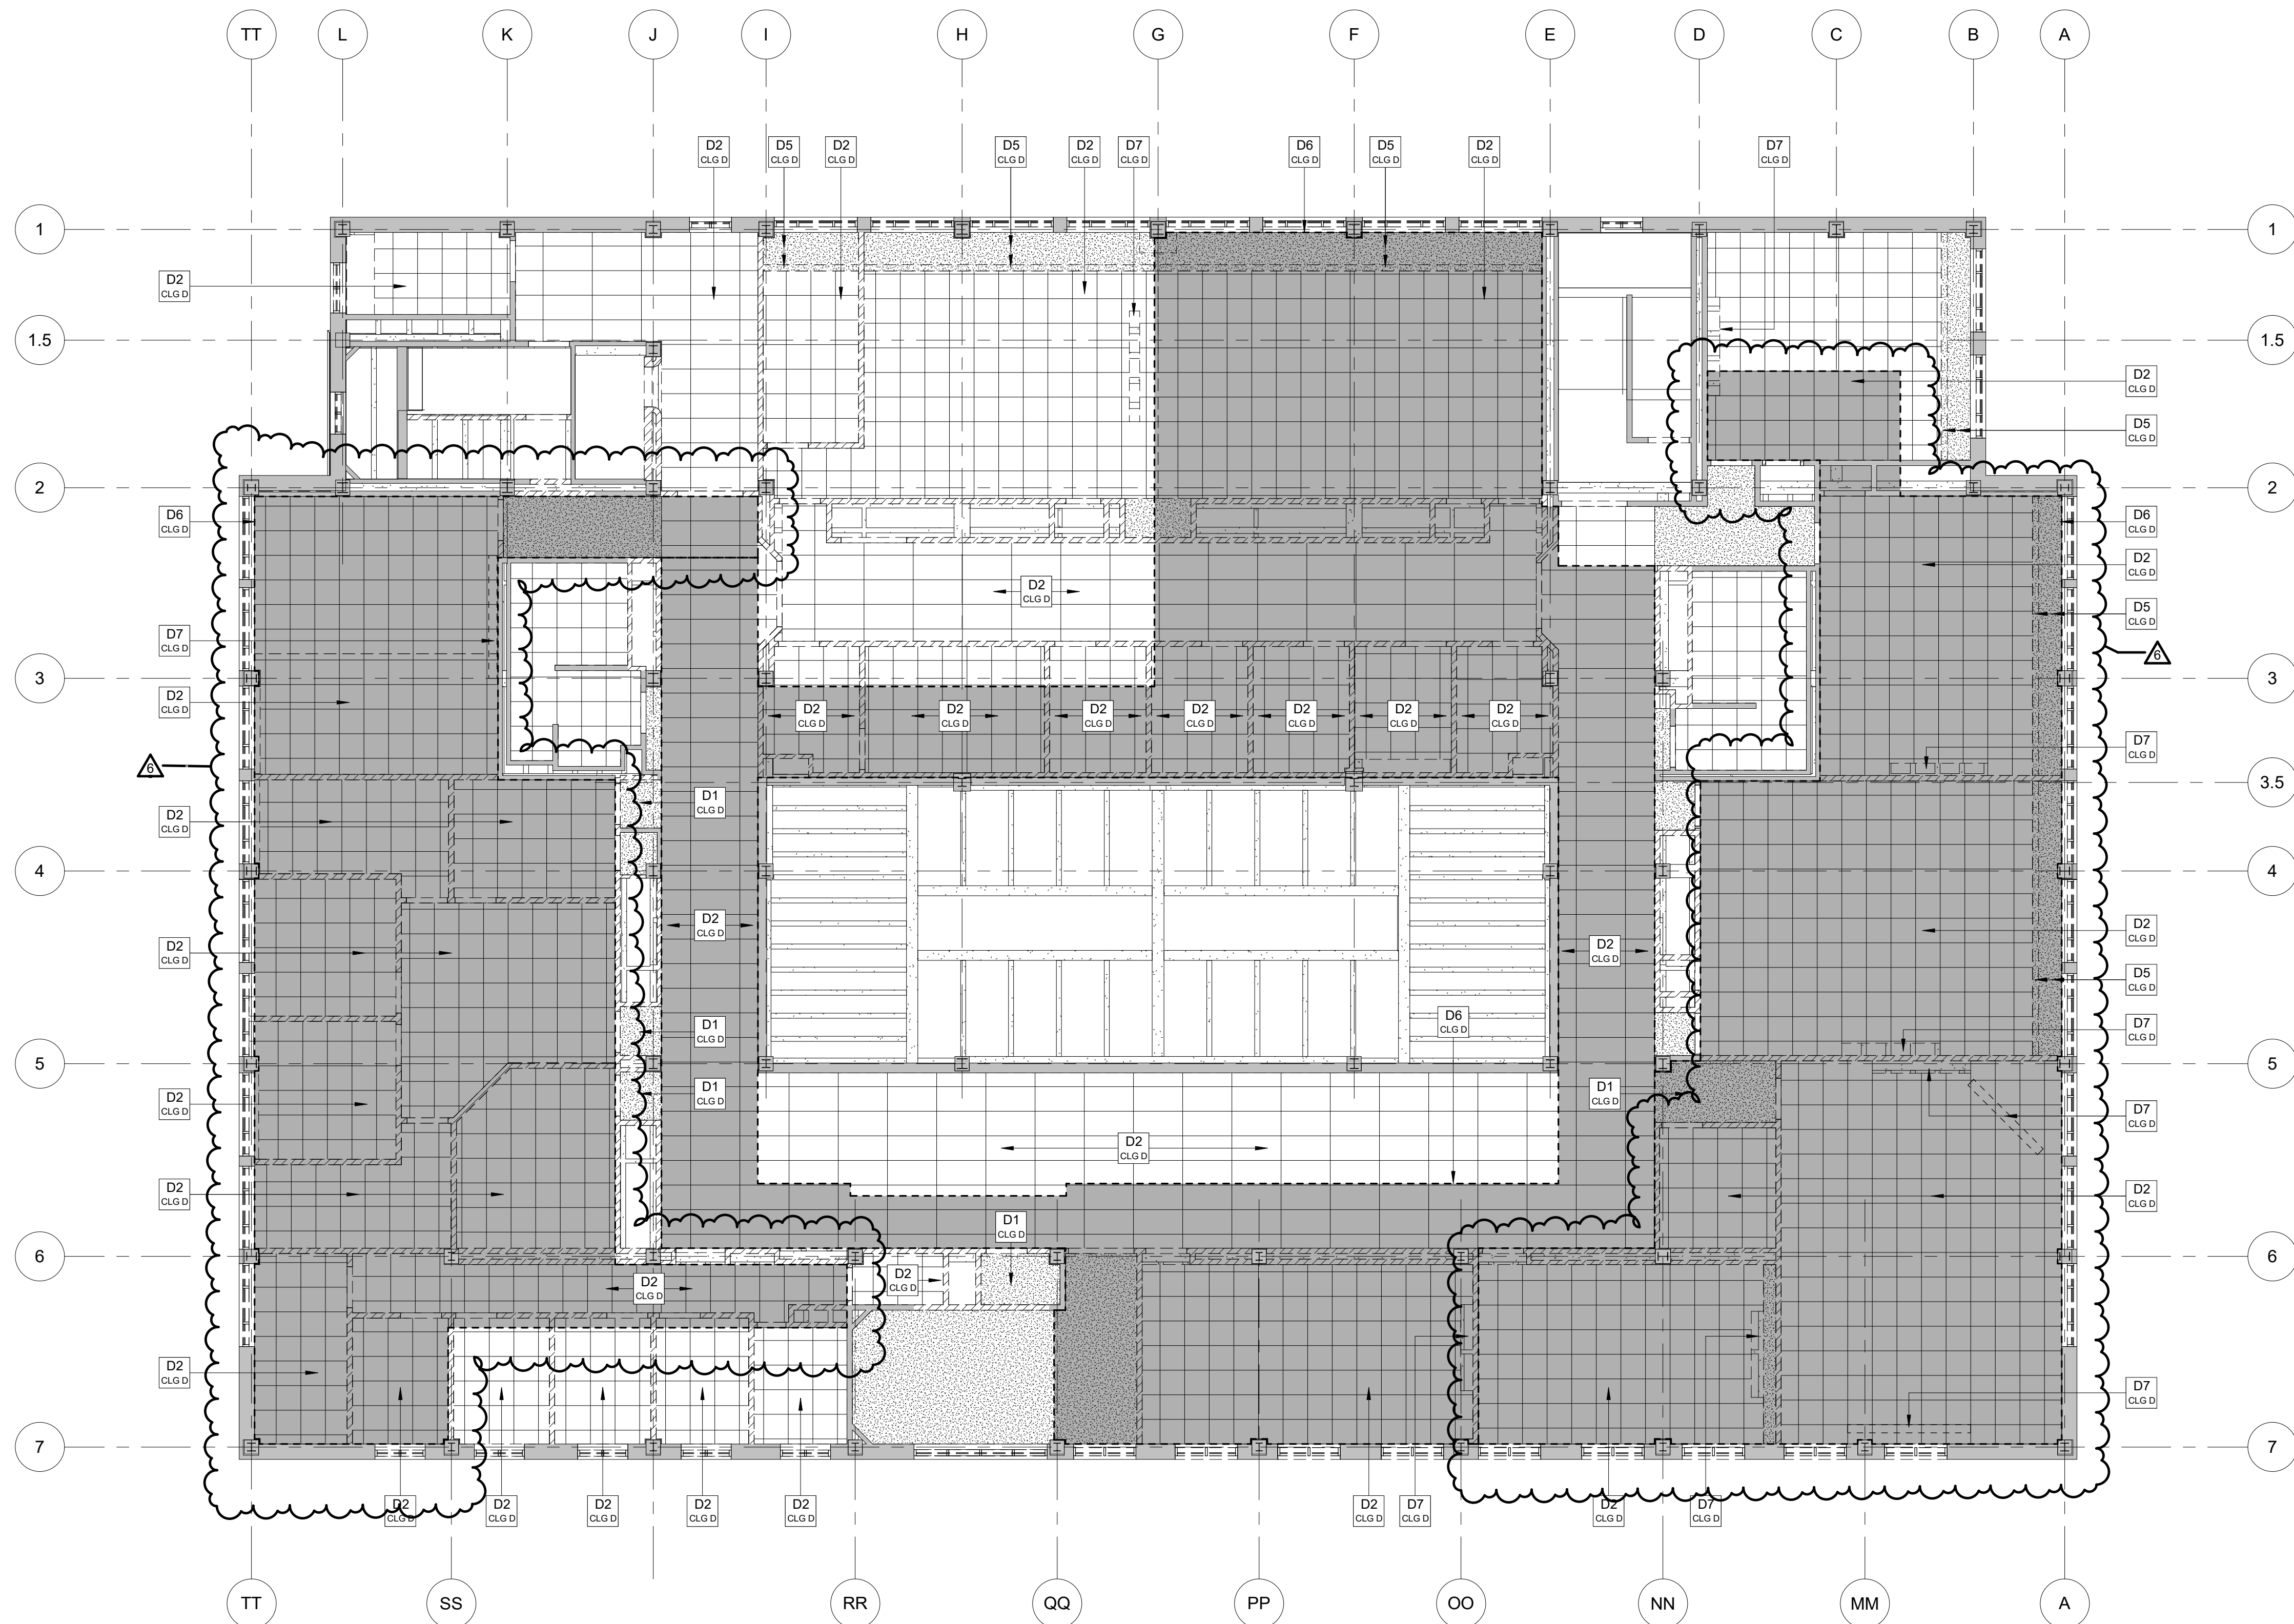 TT L K J I H G F E D C B A
D2 D5 D2 D5 D2 D7 D6 D5 D2 D7
CLG D CLG D CLG D CLG D CLG D CLG D CLG D CLG D CLG D CLG D
1 1
D2
CLG D
1.5 1.5
D2
CLG D
D5
CLG D
2 2
D6 D6
CLG D CLG D
D2
CLG D
D2
CLG D
D5
CLG D
D7
CLG D
6
3 3
D2
CLG D
D2 D2 D2 D2 D2 D2 D2
CLG D CLG D CLG D CLG D CLG D CLG D CLG D
D7
CLG D
6
3.5
D1
CLG D
D2
CLG D
4 4
D2 D2
CLG D CLG D
D2 D2
CLG D CLG D
D5
CLG D
D6
CLG D
D1 D7
CLG D CLG D
5 5
D1 D1
CLG D CLG D
D2 D7
CLG D CLG D
D2
CLG D
D2 D2
CLG D CLG D
D1
CLG D
6 6
D2
CLG D
D2
CLG D
D7
CLG D
D2
CLG D
D7
CLG D
7 7
D2 D2 D2 D2 D2 D2 D7 D2 D7
CLG D CLG D CLG D CLG D CLG D CLG D CLG D CLG D CLG D
TT SS RR QQ PP OO NN MM A